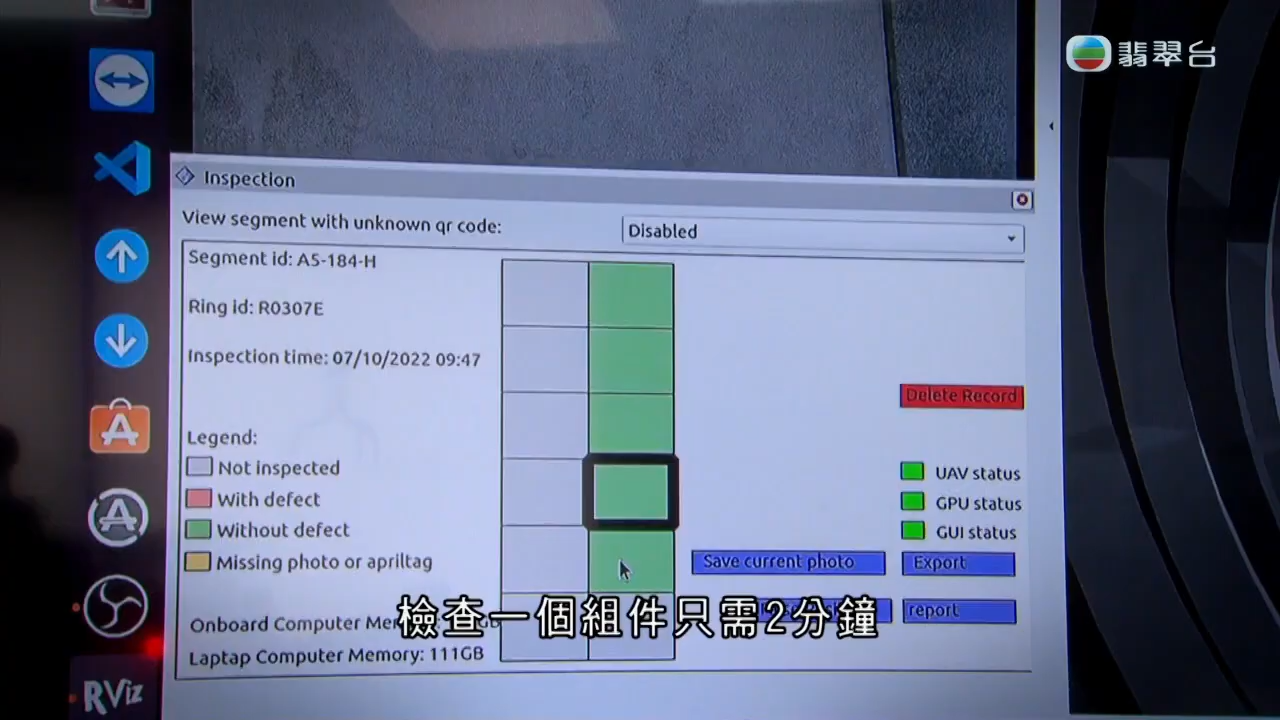 翡翠台
Inspection
View segment with unknown qr code:
Disabled
Segment id: A5-184-H
Ring id: R0307E
Inspection time: 07/10/2022 09:47
Legend:
Not inspected
With defect
Without defect
Missing photo or apriltag
Delete Record
UAV status
GPU status
GUI status
Save current photo
Export
report
Onboard Computer
Laptap Computer Memory: 111GB
檢查一個組件只需2分鐘
RViz